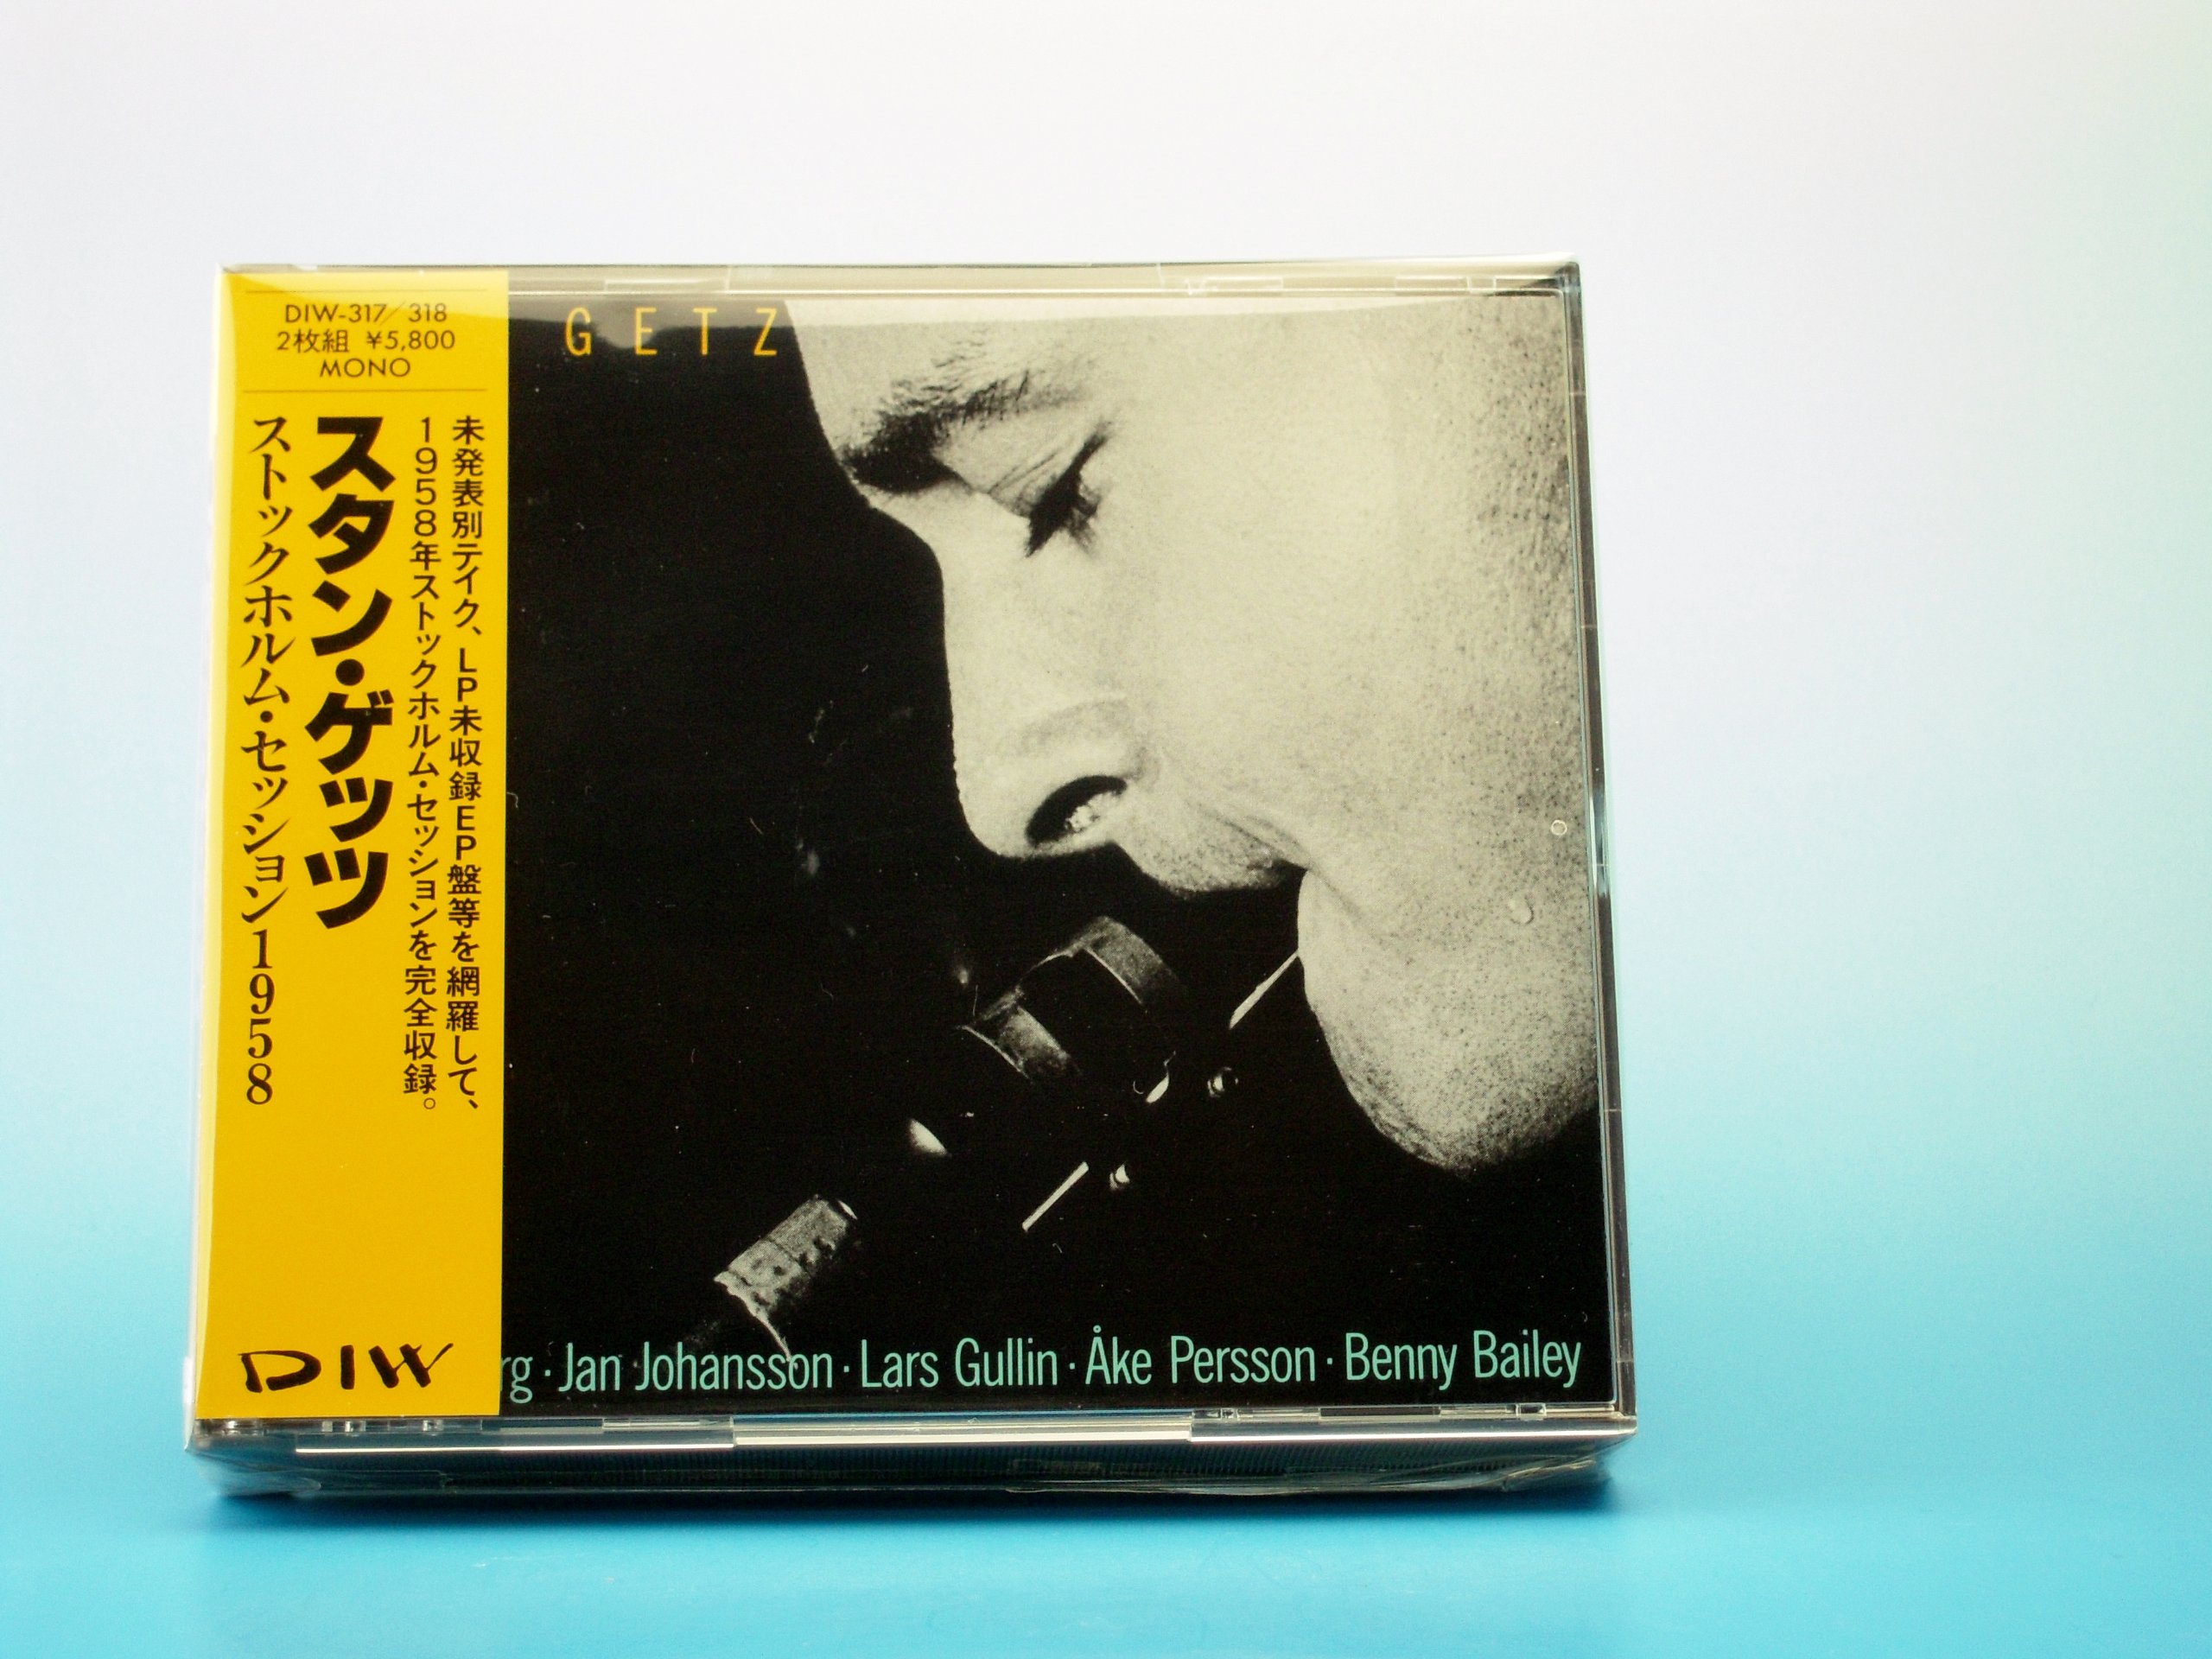 DIW-317/318
2枚組 ¥5,800
MONO
未発表別テイク、LP未収録EP盤等を網羅して、
1958年ストックホルム・セッションを完全収録。
スタン・ゲッツ
ストックホルム・セッション1958
DIW
GETZ
rg・Jan Johansson・Lars Gullin・Åke Persson・Benny Bailey